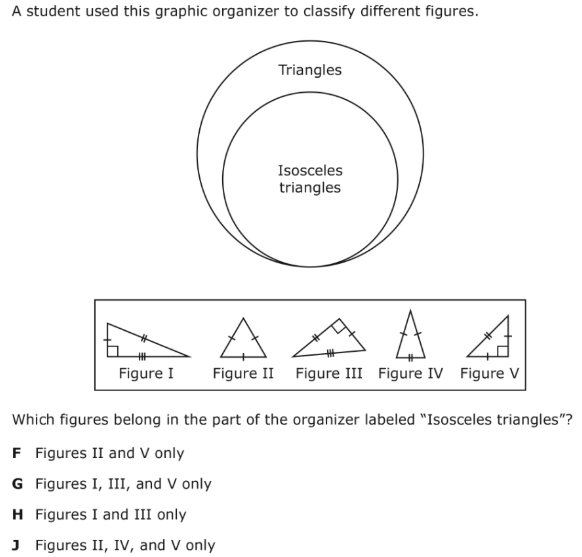 A student used this graphic organizer to classify different figures.
Triangles
Isosceles
triangles
Figure I Figure II Figure III Figure IV Figure V
Which figures belong in the part of the organizer labeled “Isosceles triangles”?
F Figures II and V only
G Figures I, III, and V only
H Figures I and III only
J Figures II, IV, and V only